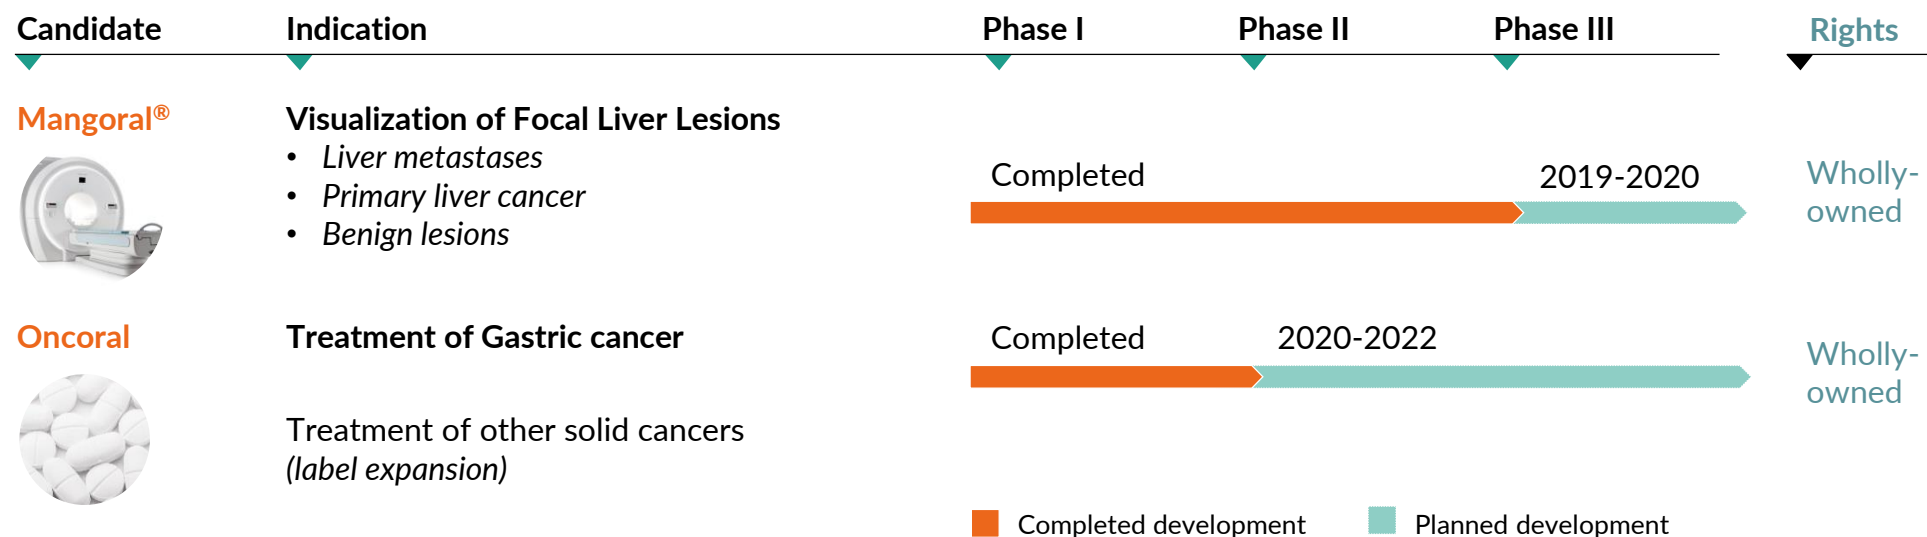 Candidate Indication Phase I Phase II Phase III Rights
Mangoral® Visualization of Focal Liver Lesions
• Liver metastases
• Primary liver cancer
• Benign lesions
Completed 2019-2020
Wholly-
owned
Oncoral Treatment of Gastric cancer Completed 2020-2022
Wholly-
owned
Treatment of other solid cancers
(label expansion)
Completed development Planned development